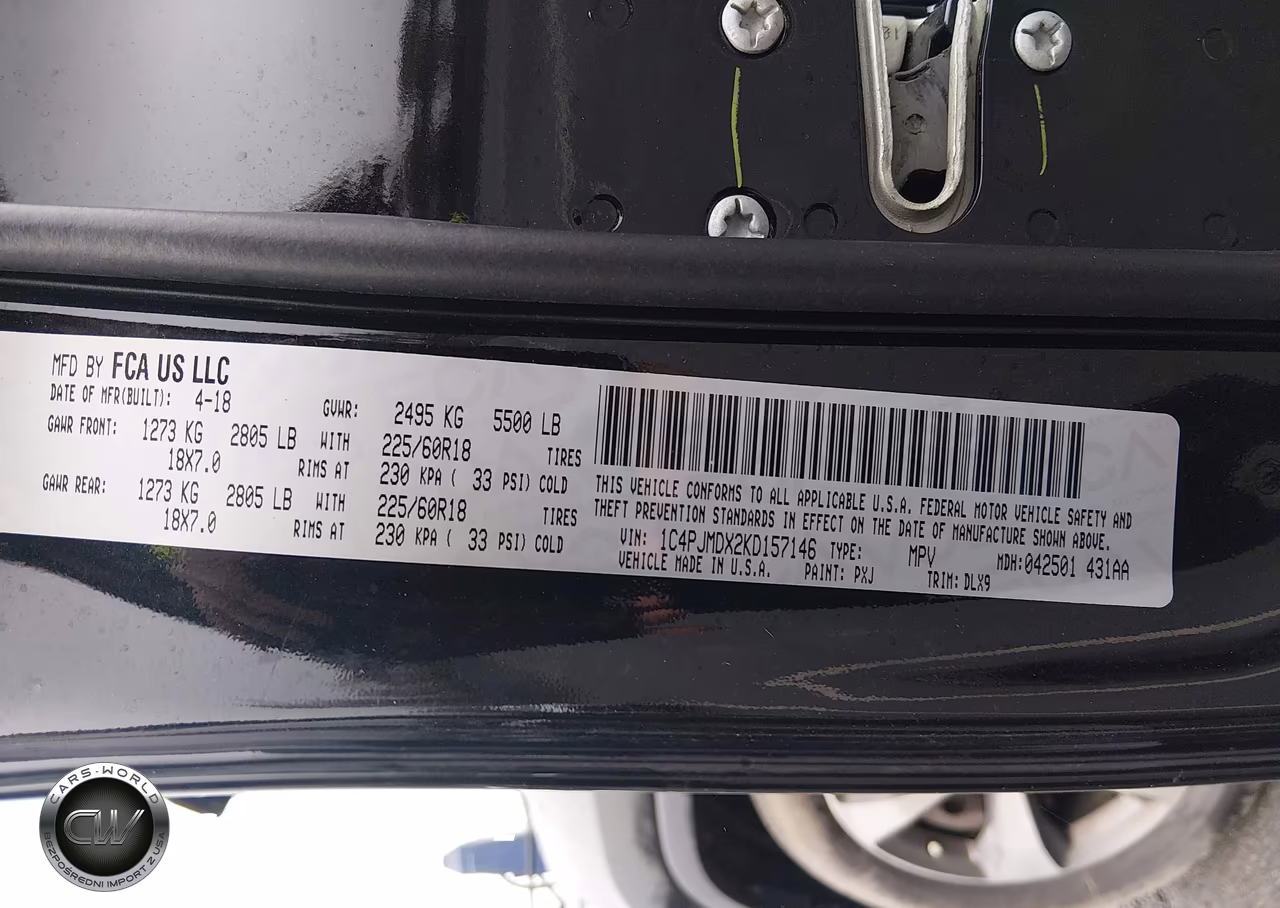 MFD BY FCA US LLC
DATE OF MFR(BUILT): 4-18 GVWR: 2495 KG 5500 LB
GAWR FRONT: 1273 KG 2805 LB WITH 225/60R18 TIRES
18X7.0 RIMS AT 230 KPA ( 33 PSI) COLD
GAWR REAR: 1273 KG 2805 LB WITH 225/60R18 TIRES
18X7.0 RIMS AT 230 KPA ( 33 PSI) COLD
THIS VEHICLE CONFORMS TO ALL APPLICABLE U.S.A. FEDERAL MOTOR VEHICLE SAFETY AND
THEFT PREVENTION STANDARDS IN EFFECT ON THE DATE OF MANUFACTURE SHOWN ABOVE.
VIN: 1C4PJMDX2KD157146 TYPE: MPV MDH:042501 431AA
VEHICLE MADE IN U.S.A. PAINT: PXJ TRIM: DLX9
CARS-WORLD
CW
BEZPOŚREDNI IMPORT Z USA